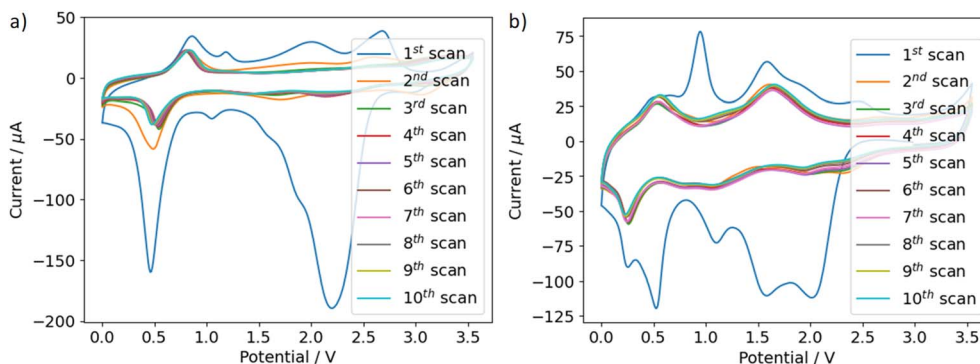 a)
50
0
−50
−100
−150
−200
Current / μA
0.0 0.5 1.0 1.5 2.0 2.5 3.0 3.5
Potential / V
1st scan
2nd scan
3rd scan
4th scan
5th scan
6th scan
7th scan
8th scan
9th scan
10th scan
b)
75
50
25
0
−25
−50
−75
−100
−125
Current / μA
0.0 0.5 1.0 1.5 2.0 2.5 3.0 3.5
Potential / V
1st scan
2nd scan
3rd scan
4th scan
5th scan
6th scan
7th scan
8th scan
9th scan
10th scan